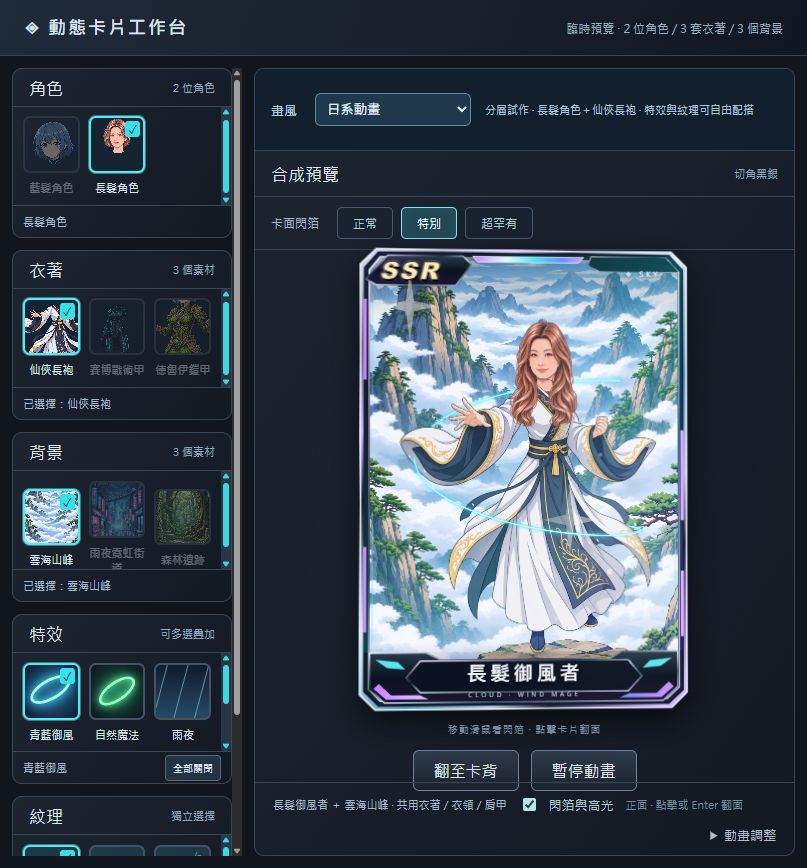 ◈ 動態卡片工作台
臨時預覽 · 2 位角色 / 3 套衣著 / 3 個背景
角色
2 位角色
藍髮角色
長髮角色
長髮角色
衣著
3 個素材
仙俠長袍
賽博戰術甲
德魯伊鎧甲
已選擇：仙俠長袍
背景
3 個素材
雲海山峰
雨夜霓虹街道
森林遺跡
已選擇：雲海山峰
特效
可多選疊加
青藍御風
自然魔法
雨夜
青藍御風
全部關閉
紋理
獨立選擇
畫風
日系動畫
分層試作 · 長髮角色 + 仙俠長袍 · 特效與紋理可自由配搭
合成預覽
切角黑銀
卡面閃箔
正常
特別
超罕有
SSR
◈ SKY
長髮御風者
CLOUD · WIND MAGE
移動滑鼠看閃箔 · 點擊卡片翻面
翻至卡背
暫停動畫
長髮御風者 + 雲海山峰 · 共用衣著 / 衣領 / 肩甲
閃箔與高光
正面 · 點擊或 Enter 翻面
▶ 動畫調整